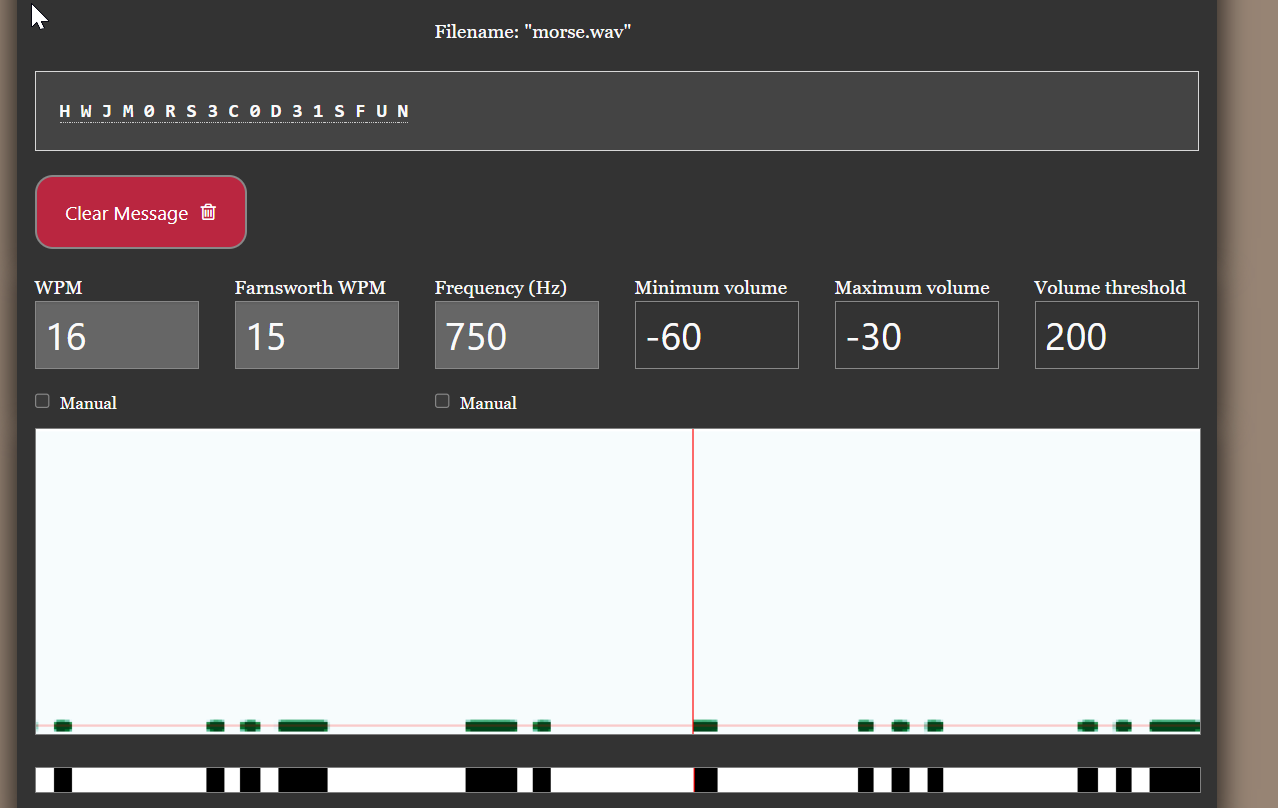 Filename: "morse.wav"
H W J M 0 R S 3 C 0 D 3 1 S F U N
Clear Message
WPM Farnsworth WPM Frequency (Hz) Minimum volume Maximum volume Volume threshold
16 15 750 -60 -30 200
Manual Manual